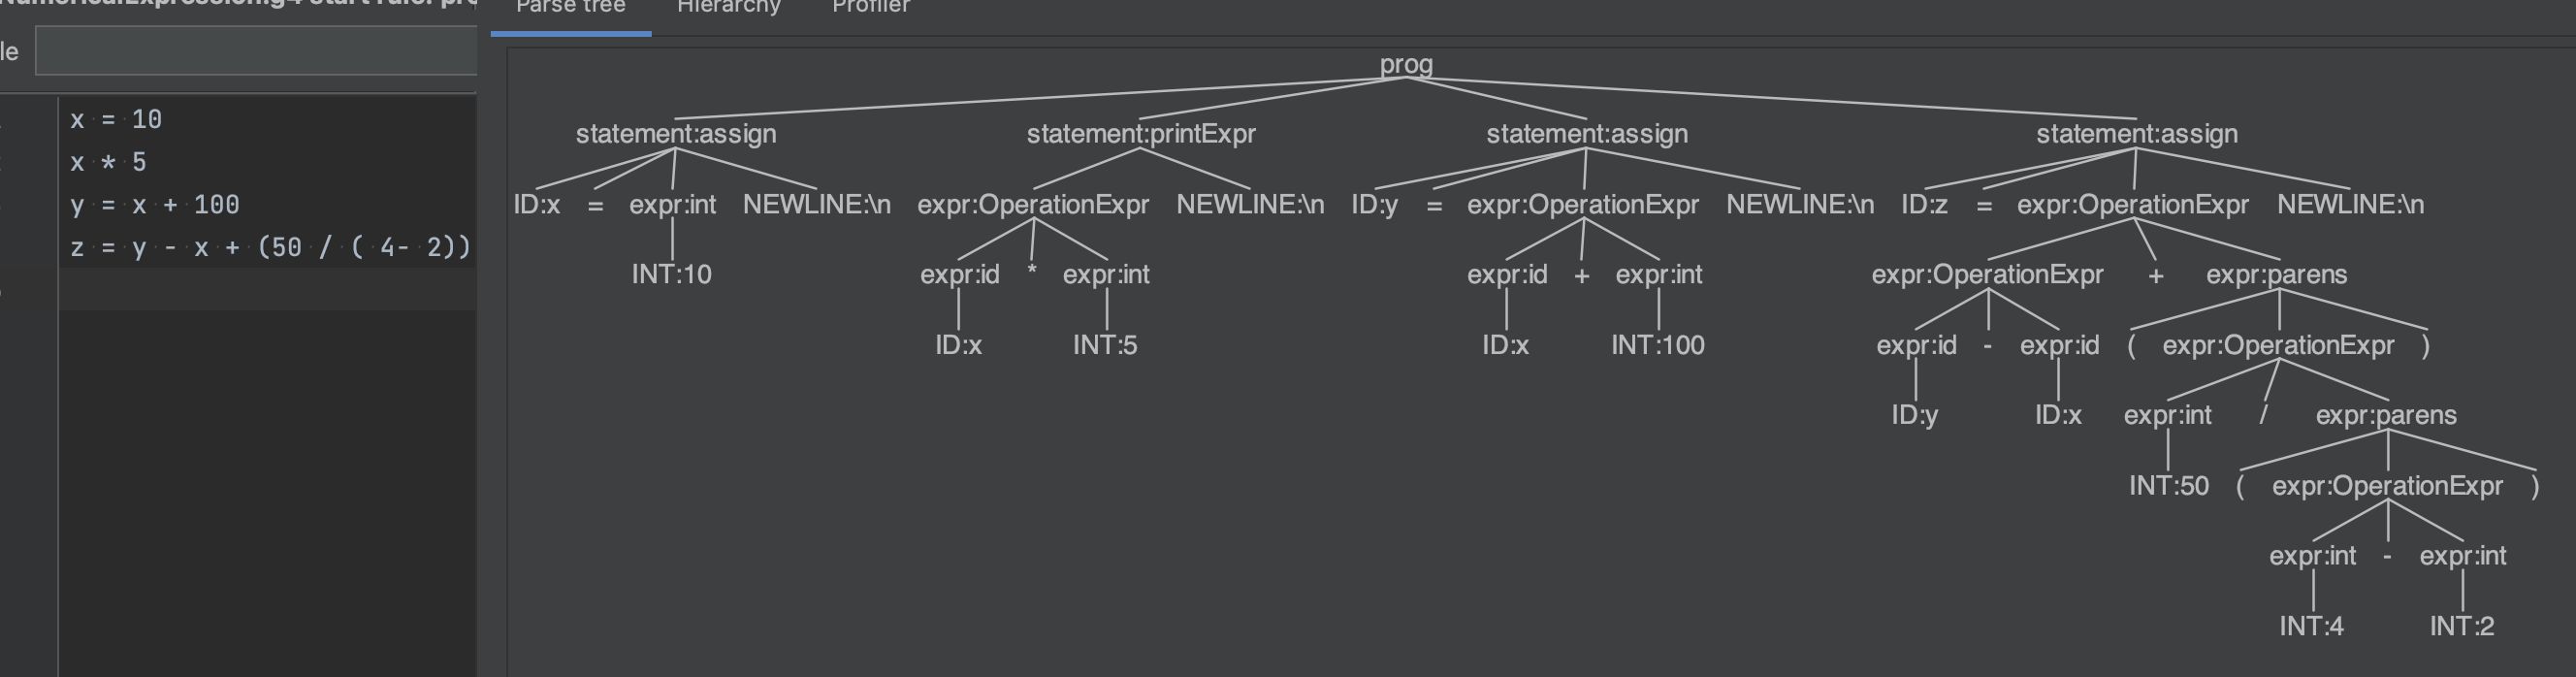 NumericalExpression.g4 start rule:
Parse tree Hierarchy Profiler
le
x = 10
x * 5
y = x + 100
z = y - x + (50 / ( 4- 2))
prog
statement:assign statement:printExpr statement:assign statement:assign
ID:x = expr:int NEWLINE:\n expr:OperationExpr NEWLINE:\n ID:y = expr:OperationExpr NEWLINE:\n ID:z = expr:OperationExpr NEWLINE:\n
INT:10 expr:id * expr:int expr:id + expr:int expr:OperationExpr + expr:parens
ID:x INT:5 ID:x INT:100 expr:id - expr:id ( expr:OperationExpr )
ID:y ID:x expr:int / expr:parens
INT:50 ( expr:OperationExpr )
expr:int - expr:int
INT:4 INT:2